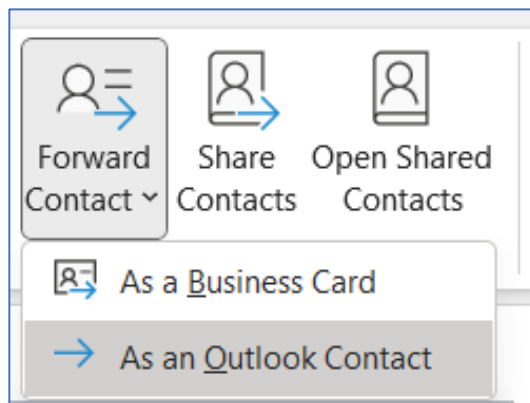 Forward Share Open Shared
Contact Contacts Contacts
As a Business Card
As an Outlook Contact